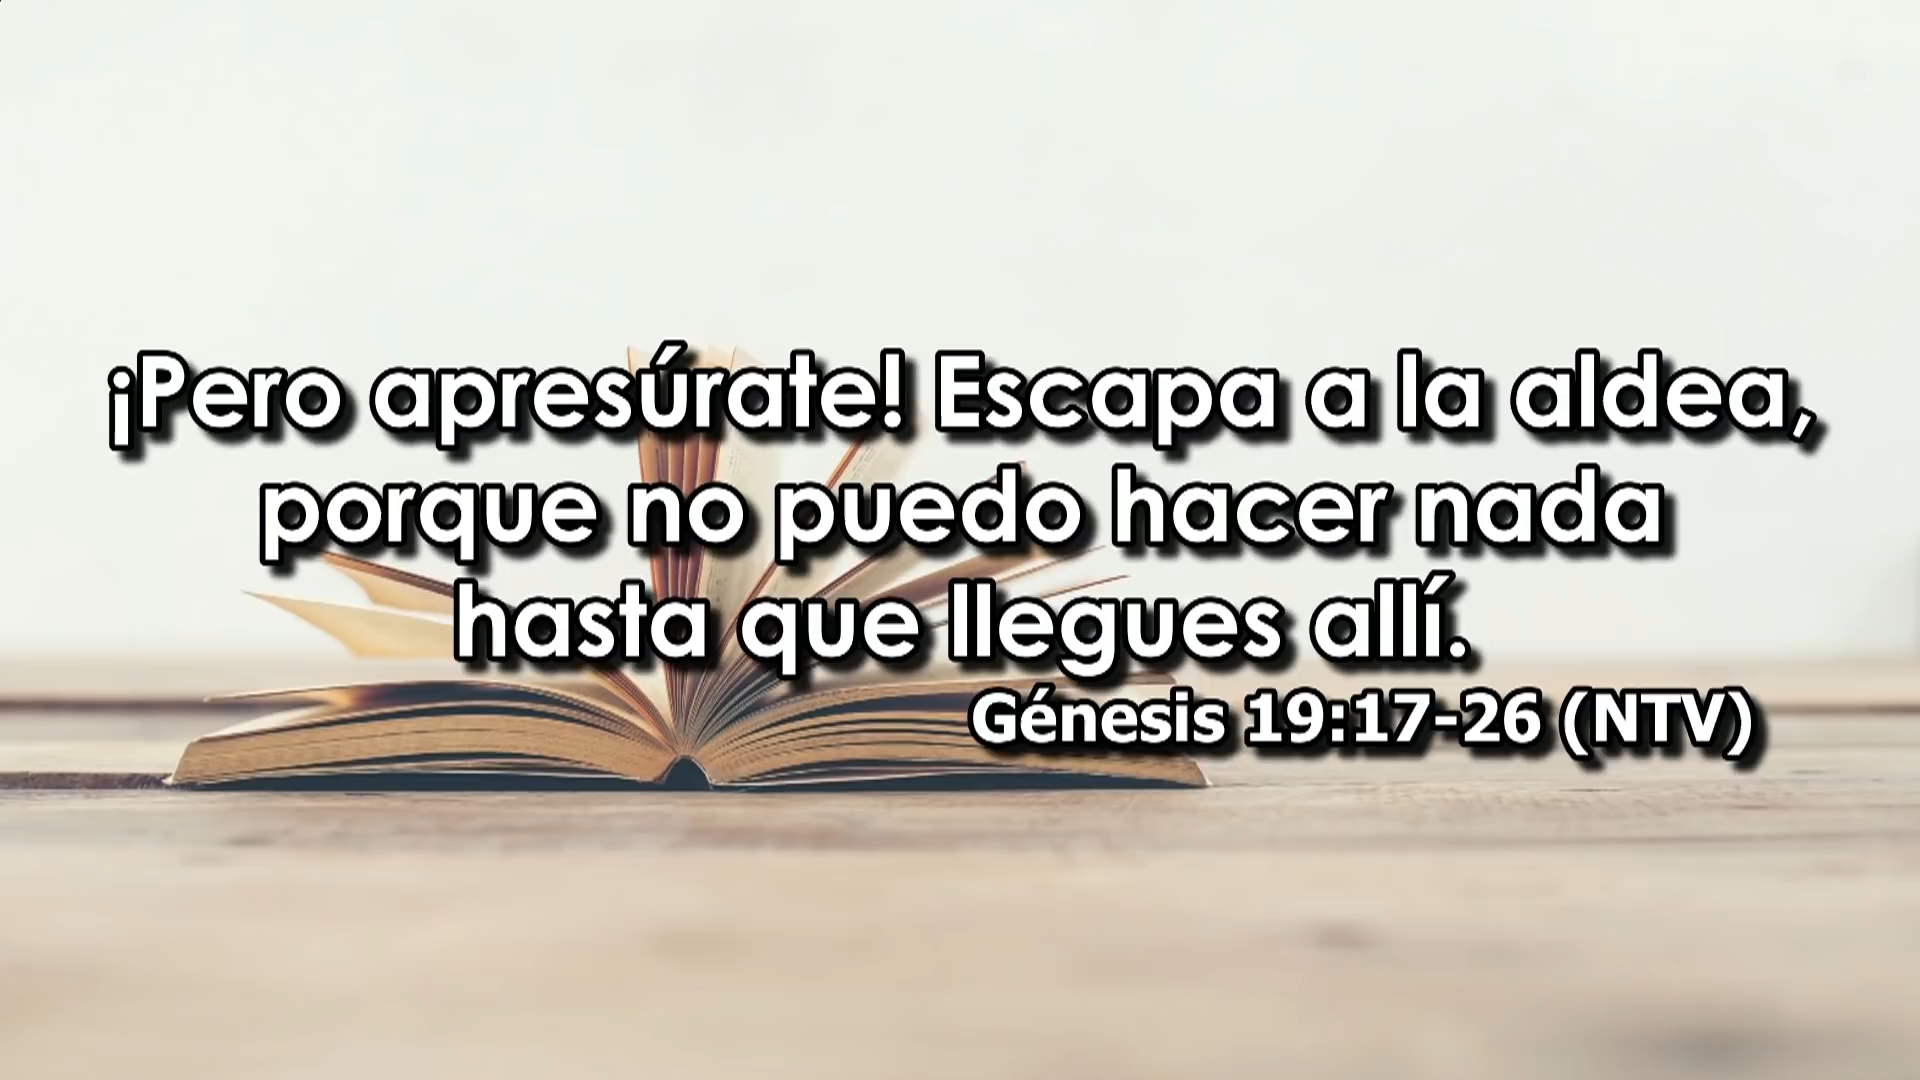 ¡Pero apresúrate! Escapa a la aldea,
porque no puedo hacer nada
hasta que llegues allí.
Génesis 19:17-26 (NTV)